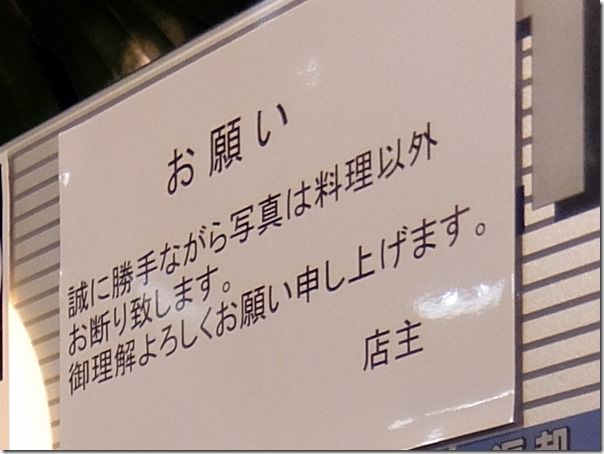 お願い
誠に勝手ながら写真は料理以外
お断り致します。
御理解よろしくお願い申し上げます。
店主